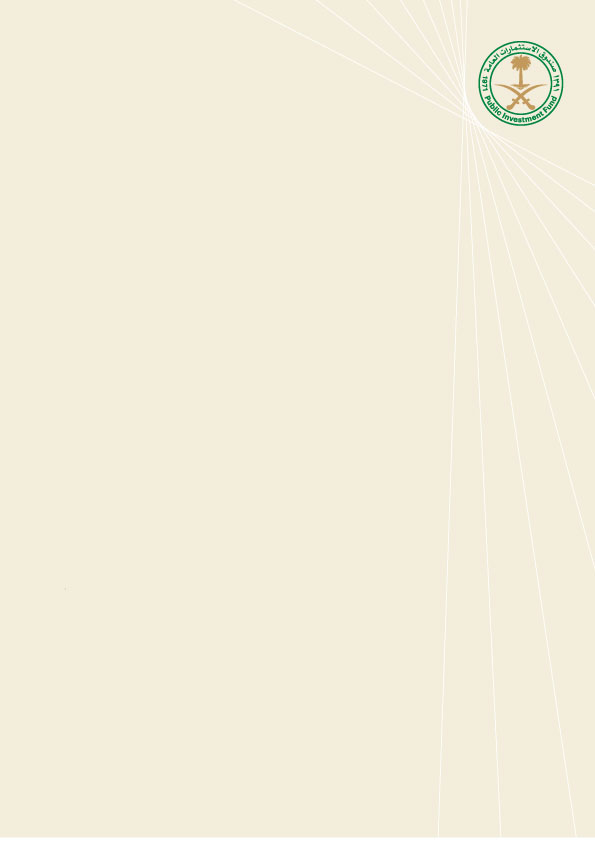 صندوق الاستثمارات العامة
١٣٩١
1971
Public Investment Fund